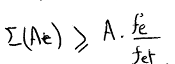 Σ(Ae) ⩾ A · fe / fet